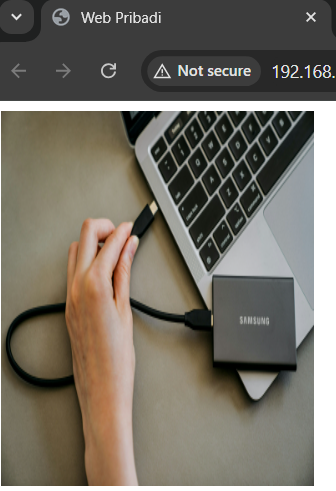 Web Pribadi
Not secure
192.168.
SAMSUNG